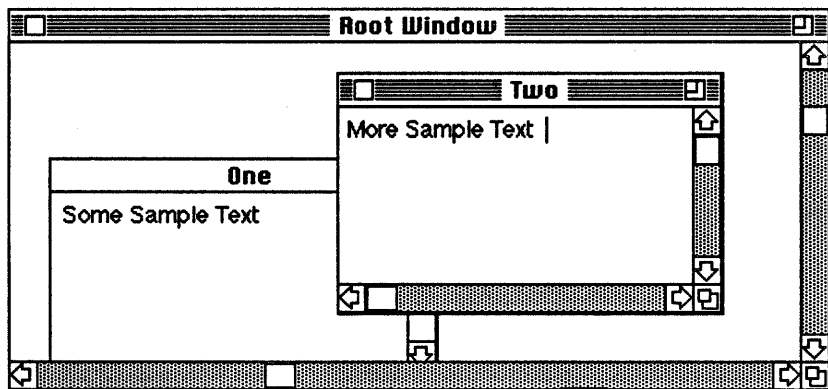 Root Window
Two
More Sample Text
One
Some Sample Text